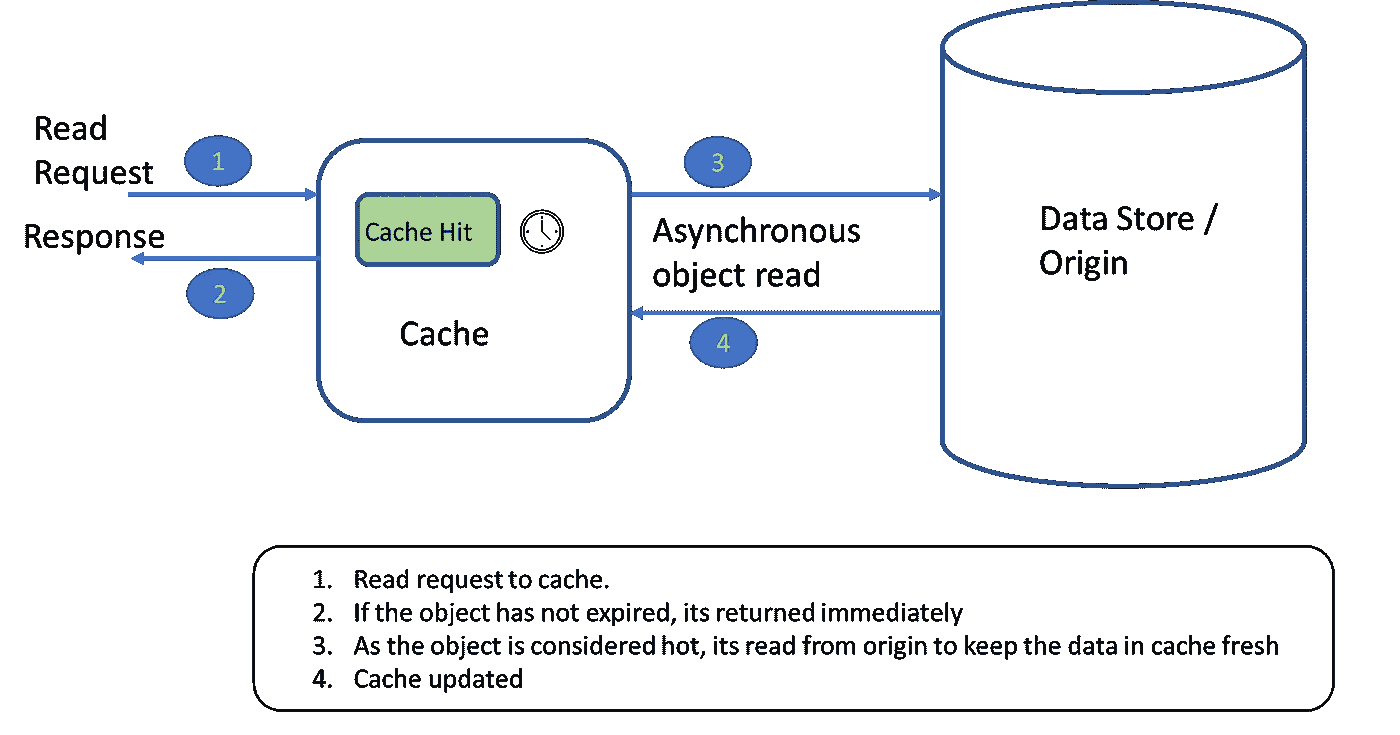 Read
Request
1
Response
2
Cache Hit
Cache
3
Asynchronous
object read
4
Data Store /
Origin
1. Read request to cache.
2. If the object has not expired, its returned immediately
3. As the object is considered hot, its read from origin to keep the data in cache fresh
4. Cache updated